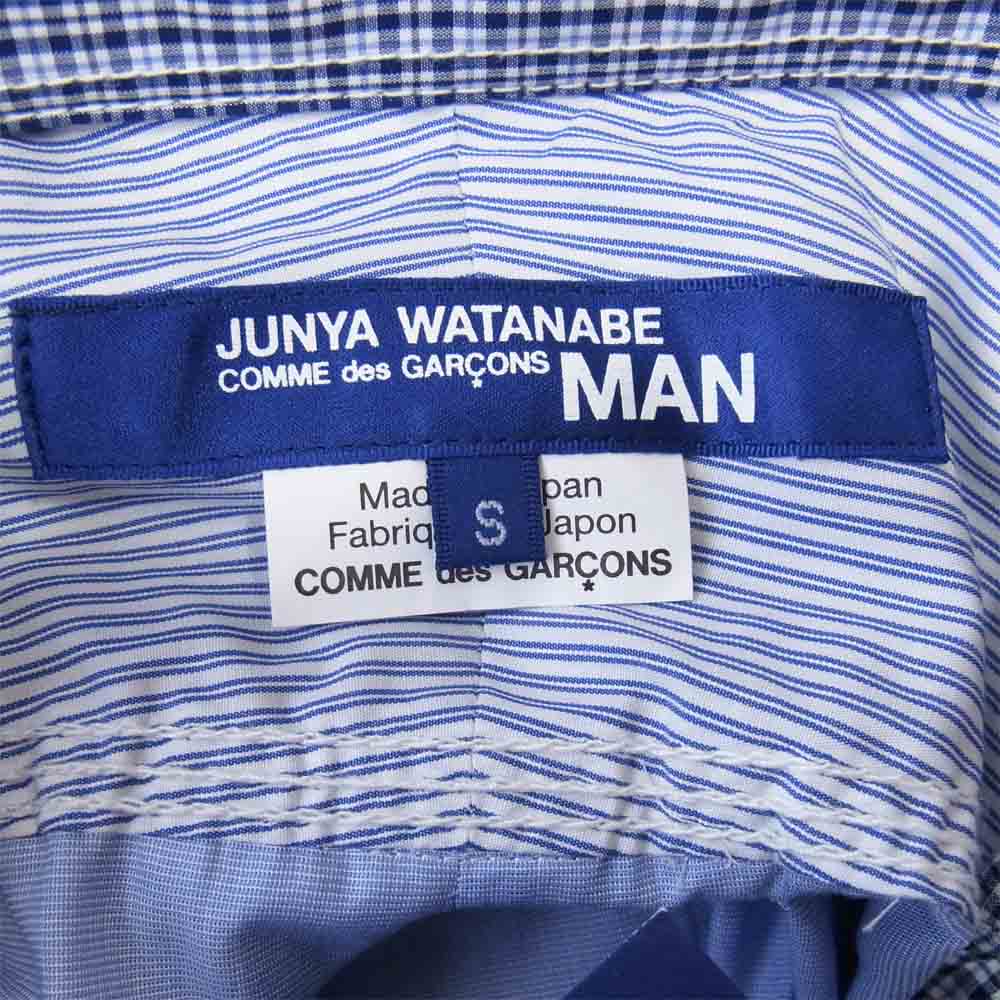 JUNYA WATANABE
COMME des GARÇONS MAN
S
Mad pan
Fabriq Japon
COMME des GARÇONS